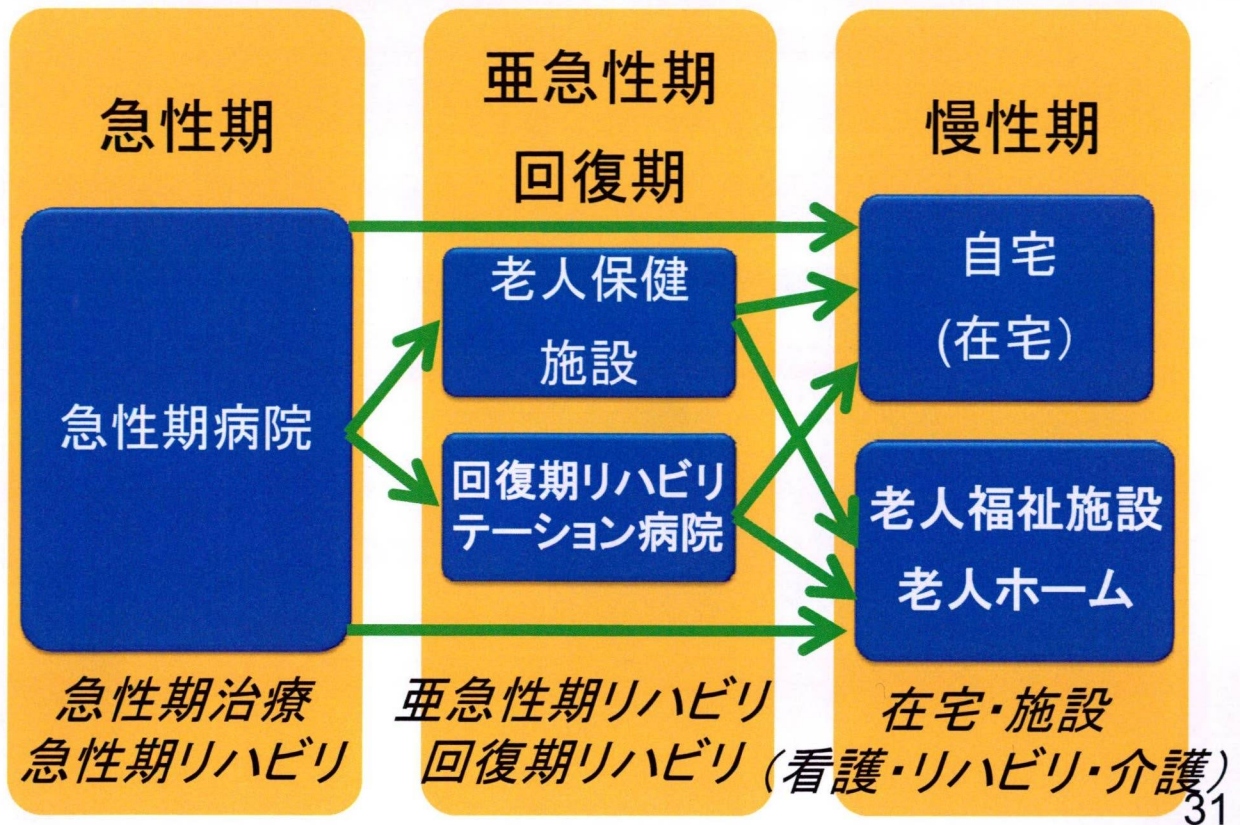 急性期
急性期病院
急性期治療
急性期リハビリ
亜急性期
回復期
老人保健
施設
回復期リハビリ
テーション病院
亜急性期リハビリ
回復期リハビリ
慢性期
自宅
(在宅）
老人福祉施設
老人ホーム
在宅・施設
（看護・リハビリ・介護）
31